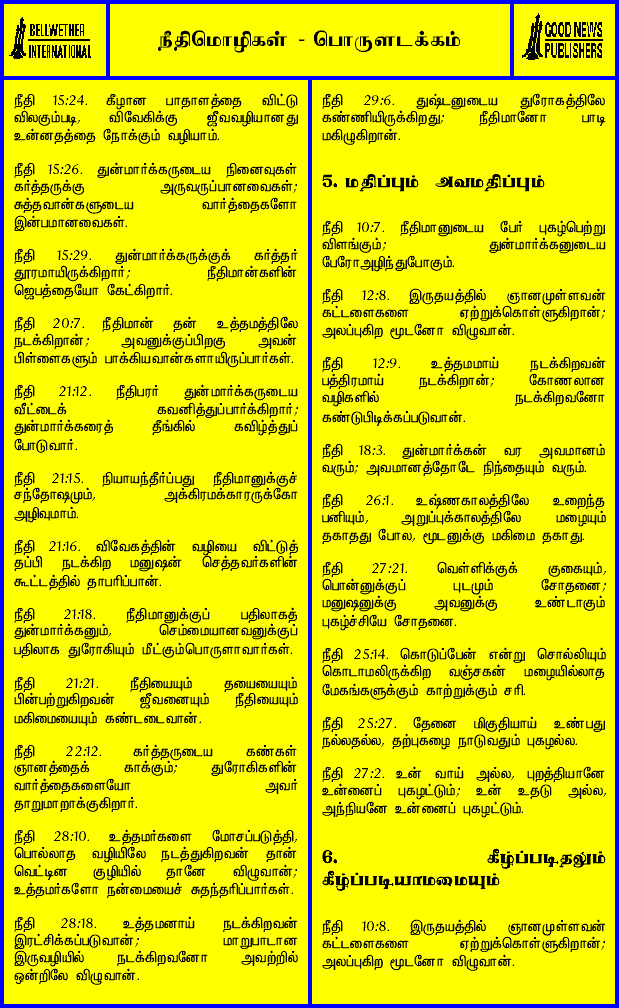 BELLWETHER
INTERNATIONAL
நீதிமொழிகள் - பொருளடக்கம்
GOOD NEWS
PUBLISHERS
நீதி 15:24. கீழான பாதாளத்தை விட்டு
விலகும்படி, விவேகிக்கு ஜீவவழியானது
உன்னதத்தை நோக்கும் வழியாம்.
நீதி 15:26. துன்மார்க்கருடைய நினைவுகள்
கர்த்தருக்கு அருவருப்பானவைகள்;
சுத்தவான்களுடைய வார்த்தைகளோ
இன்பமானவைகள்.
நீதி 15:29. துன்மார்க்கருக்குக் கர்த்தர்
தூரமாயிருக்கிறார்; நீதிமான்களின்
ஜெபத்தையோ கேட்கிறார்.
நீதி 20:7. நீதிமான் தன் உத்தமத்திலே
நடக்கிறான்; அவனுக்குப்பிறகு அவன்
பிள்ளைகளும் பாக்கியவான்களாயிருப்பார்கள்.
நீதி 21:12. நீதிபரர் துன்மார்க்கருடைய
வீட்டைக் கவனித்துப்பார்க்கிறார்;
துன்மார்க்கரைத் தீங்கில் கவிழ்த்துப்
போடுவார்.
நீதி 21:15. நியாயந்தீர்ப்பது நீதிமானுக்குச்
சந்தோஷமும், அக்கிரமக்காரருக்கோ
அழிவுமாம்.
நீதி 21:16. விவேகத்தின் வழியை விட்டுத்
தப்பி நடக்கிற மனுஷன் செத்தவர்களின்
கூட்டத்தில் தாபரிப்பான்.
நீதி 21:18. நீதிமானுக்குப் பதிலாகத்
துன்மார்க்கனும், செம்மையானவனுக்குப்
பதிலாக துரோகியும் மீட்கும்பொருளாவார்கள்.
நீதி 21:21. நீதியையும் தயையையும்
பின்பற்றுகிறவன் ஜீவனையும் நீதியையும்
மகிமையையும் கண்டடைவான்.
நீதி 22:12. கர்த்தருடைய கண்கள்
ஞானத்தைக் காக்கும்; துரோகிகளின்
வார்த்தைகளையோ அவர்
தாறுமாறாக்குகிறார்.
நீதி 28:10. உத்தமர்களை மோசப்படுத்தி,
பொல்லாத வழியிலே நடத்துகிறவன் தான்
வெட்டின குழியில் தானே விழுவான்;
உத்தமர்களோ நன்மையைச் சுதந்தரிப்பார்கள்.
நீதி 28:18. உத்தமனாய் நடக்கிறவன்
இரட்சிக்கப்படுவான்; மாறுபாடான
இருவழியில் நடக்கிறவனோ அவற்றில்
ஒன்றிலே விழுவான்.
நீதி 29:6. துஷ்டனுடைய துரோகத்திலே
கண்ணியிருக்கிறது; நீதிமானோ பாடி
மகிழுகிறான்.
5. மதிப்பும் அவமதிப்பும்
நீதி 10:7. நீதிமானுடைய பேர் புகழ்பெற்று
விளங்கும்; துன்மார்க்கனுடைய
பேரோஅழிந்துபோகும்.
நீதி 12:8. இருதயத்தில் ஞானமுள்ளவன்
கட்டளைகளை ஏற்றுக்கொள்ளுகிறான்;
அலப்புகிற மூடனோ விழுவான்.
நீதி 12:9. உத்தமமாய் நடக்கிறவன்
பத்திரமாய் நடக்கிறான்; கோணலான
வழிகளில் நடக்கிறவனோ
கண்டுபிடிக்கப்படுவான்.
நீதி 18:3. துன்மார்க்கன் வர அவமானம்
வரும்; அவமானத்தோடே நிந்தையும் வரும்.
நீதி 26:1. உஷ்ணகாலத்திலே உறைந்த
பனியும், அறுப்புக்காலத்திலே மழையும்
தகாதது போல, மூடனுக்கு மகிமை தகாது.
நீதி 27:21. வெள்ளிக்குக் குகையும்,
பொன்னுக்குப் புடமும் சோதனை;
மனுஷனுக்கு அவனுக்கு உண்டாகும்
புகழ்ச்சியே சோதனை.
நீதி 25:14. கொடுப்பேன் என்று சொல்லியும்
கொடாமலிருக்கிற வஞ்சகன் மழையில்லாத
மேகங்களுக்கும் காற்றுக்கும் சரி.
நீதி 25:27. தேனை மிகுதியாய் உண்பது
நல்லதல்ல, தற்புகழை நாடுவதும் புகழல்ல.
நீதி 27:2. உன் வாய் அல்ல, புறத்தியானே
உன்னைப் புகழட்டும்; உன் உதடு அல்ல,
அந்நியனே உன்னைப் புகழட்டும்.
6. கீழ்ப்படிதலும்
கீழ்ப்படியாமையும்
நீதி 10:8. இருதயத்தில் ஞானமுள்ளவன்
கட்டளைகளை ஏற்றுக்கொள்ளுகிறான்;
அலப்புகிற மூடனோ விழுவான்.